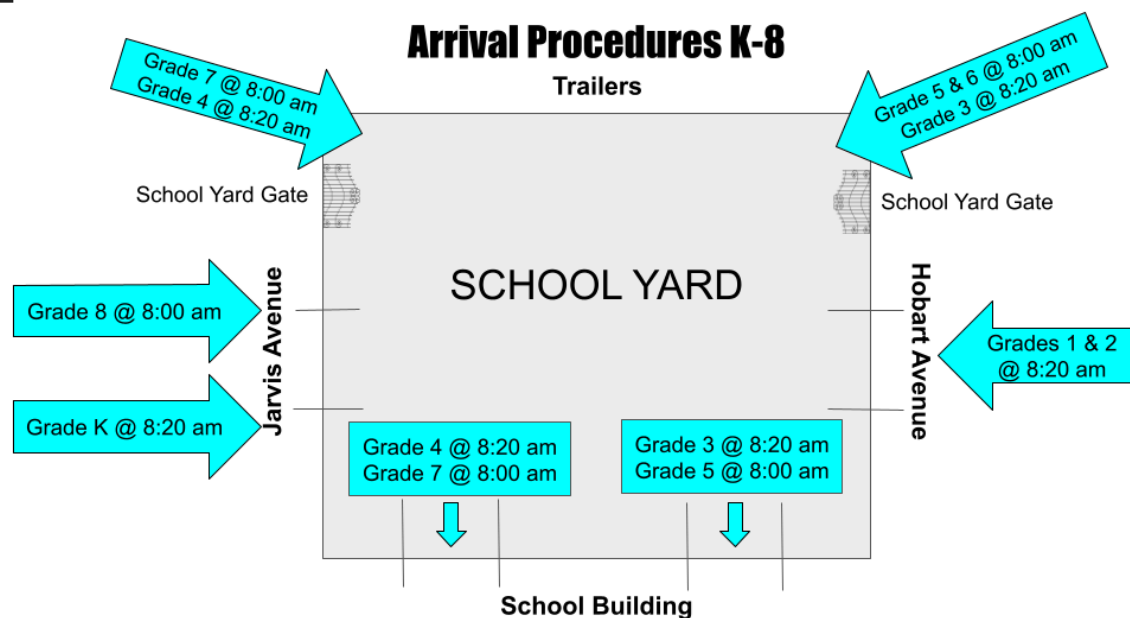 Arrival Procedures K-8
Trailers
Grade 7 @ 8:00 am
Grade 4 @ 8:20 am
Grade 5 & 6 @ 8:00 am
Grade 3 @ 8:20 am
School Yard Gate
School Yard Gate
SCHOOL YARD
Grade 8 @ 8:00 am
Jarvis Avenue
Hobart Avenue
Grades 1 & 2
@ 8:20 am
Grade K @ 8:20 am
Grade 4 @ 8:20 am
Grade 7 @ 8:00 am
Grade 3 @ 8:20 am
Grade 5 @ 8:00 am
School Building